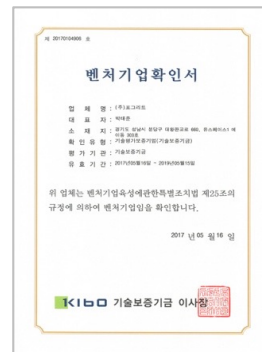 제 20170104666 호
벤처기업확인서
업 체 명 : (주)소그리드
대 표 자 : 박태준
소 재 지 : 경기도 성남시 분당구 대왕판교로 660, 유스페이스1 에이동 303호
확 인 유 형 : 기술평가보증기업(기술보증기금)
평 가 기 관 : 기술보증기금
유 효 기 간 : 2017년05월16일 ~ 2019년05월15일
위 업체는 벤처기업육성에관한특별조치법 제25조의
규정에 의하여 벤처기업임을 확인합니다.
2017 년 05 월 16 일
KIBO 기술보증기금 이사장